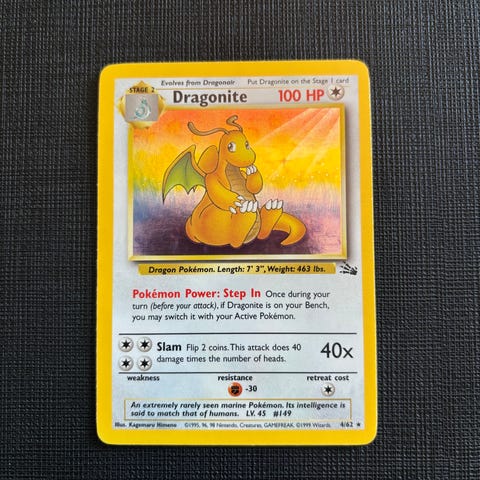 Evolves from Dragonair Put Dragonite on the Stage 1 card
STAGE 2
Dragonite 100 HP
Dragon Pokémon. Length: 7' 3", Weight: 463 lbs.
Pokémon Power: Step In Once during your
turn (before your attack), if Dragonite is on your Bench,
you may switch it with your Active Pokémon.
Slam Flip 2 coins. This attack does 40
damage times the number of heads.
40x
weakness resistance retreat cost
-30
An extremely rarely seen marine Pokémon. Its intelligence is
said to match that of humans. LV. 45 #149
Illus. Kagemaru Himeno ©1995, 96, 98 Nintendo, Creatures, GAMEFREAK. ©1999 Wizards. 4/62 ★